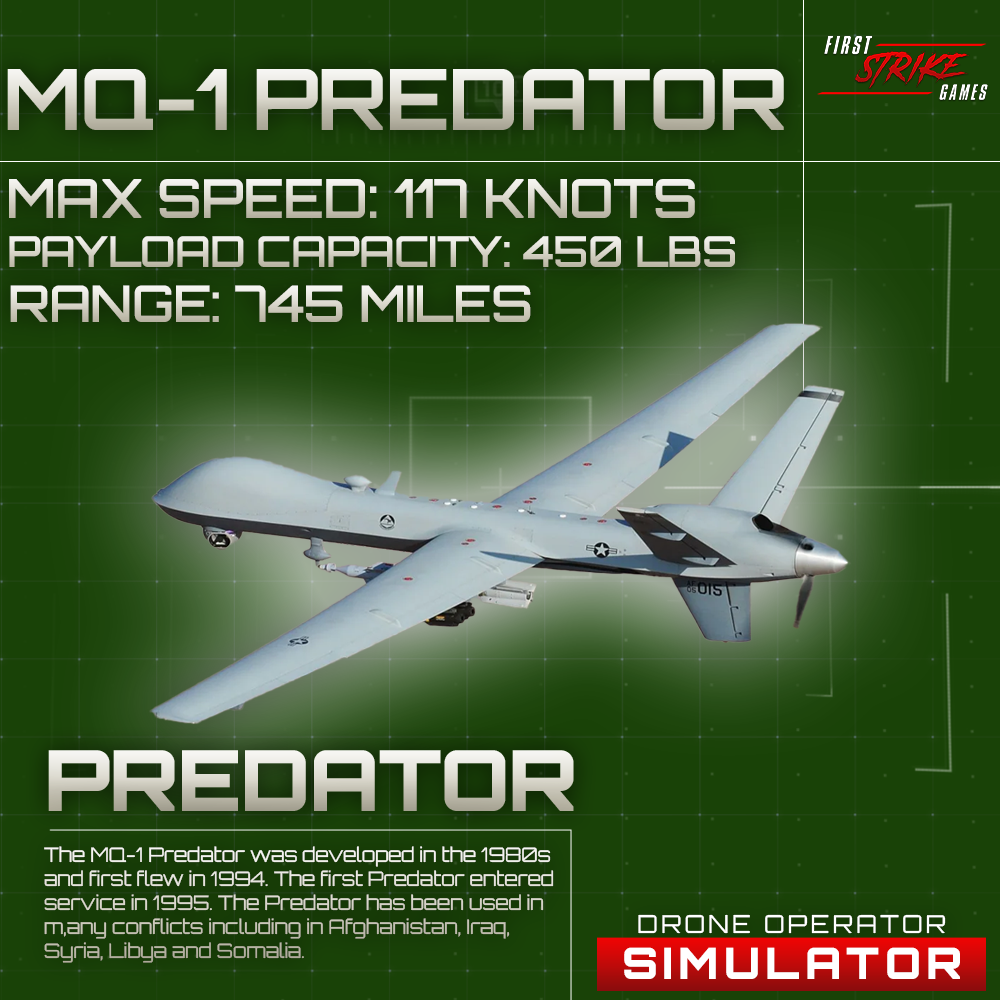 FIRST
STRIKE
GAMES
MQ-1 PREDATOR
MAX SPEED: 117 KNOTS
PAYLOAD CAPACITY: 450 LBS
RANGE: 745 MILES
015
PREDATOR
The MQ-1 Predator was developed in the 1980s
and first flew in 1994. The first Predator entered
service in 1995. The Predator has been used in
m,any conflicts including in Afghanistan, Iraq,
Syria, Libya and Somalia.
DRONE OPERATOR
SIMULATOR